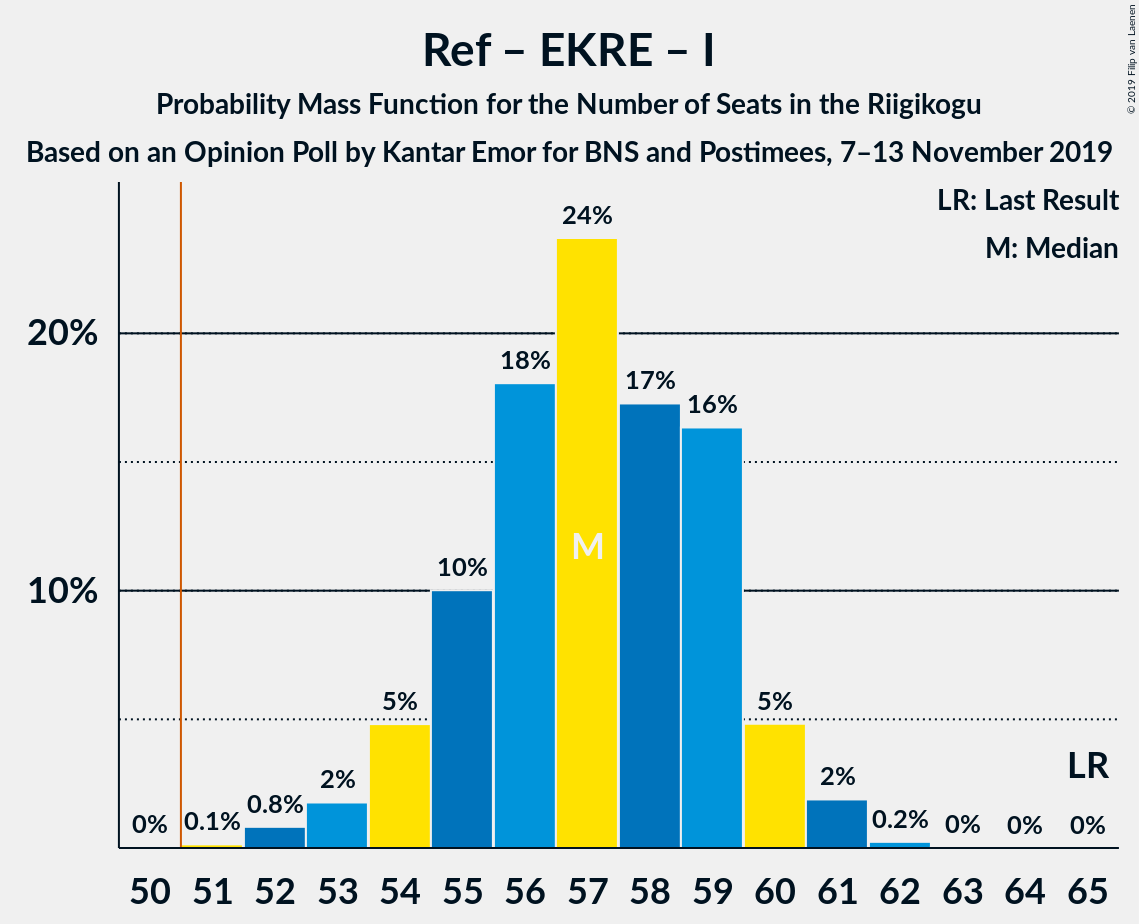 Ref – EKRE – I
Probability Mass Function for the Number of Seats in the Riigikogu
Based on an Opinion Poll by Kantar Emor for BNS and Postimees, 7–13 November 2019
© 2019 Filip van Laenen
LR: Last Result
M: Median
24%
20%
18%
17%
16%
M
10%
10%
5%
5%
2%
2%
LR
0%
0.1%
0.8%
0.2%
0%
0%
0%
50 51 52 53 54 55 56 57 58 59 60 61 62 63 64 65